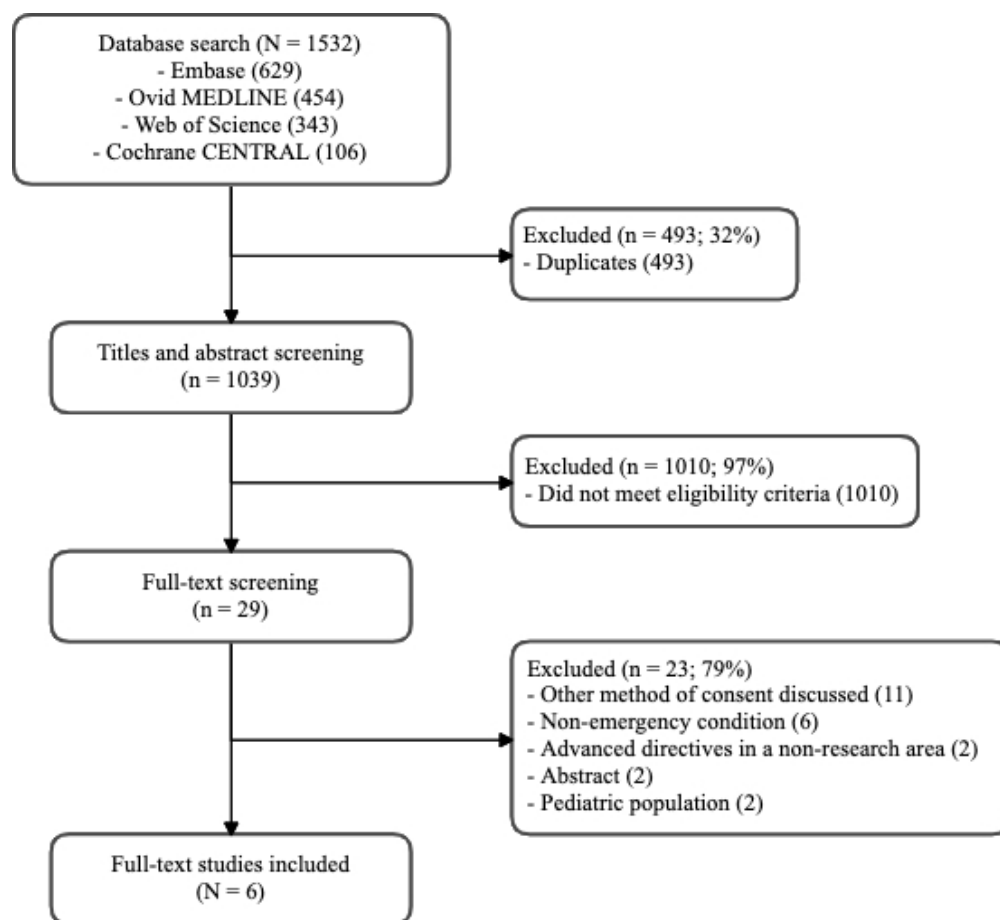 Database search (N = 1532)
- Embase (629)
- Ovid MEDLINE (454)
- Web of Science (343)
- Cochrane CENTRAL (106)
Excluded (n = 493; 32%)
- Duplicates (493)
Titles and abstract screening
(n = 1039)
Excluded (n = 1010; 97%)
- Did not meet eligibility criteria (1010)
Full-text screening
(n = 29)
Excluded (n = 23; 79%)
- Other method of consent discussed (11)
- Non-emergency condition (6)
- Advanced directives in a non-research area (2)
- Abstract (2)
- Pediatric population (2)
Full-text studies included
(N = 6)